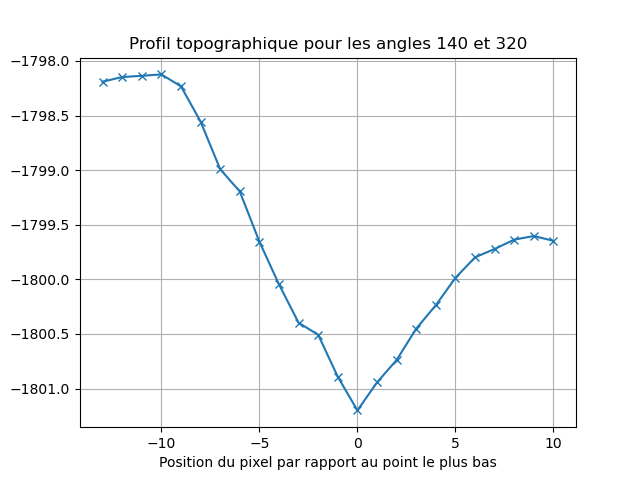 Profil topographique pour les angles 140 et 320
−1798.0
−1798.5
−1799.0
−1799.5
−1800.0
−1800.5
−1801.0
−10 −5 0 5 10
Position du pixel par rapport au point le plus bas